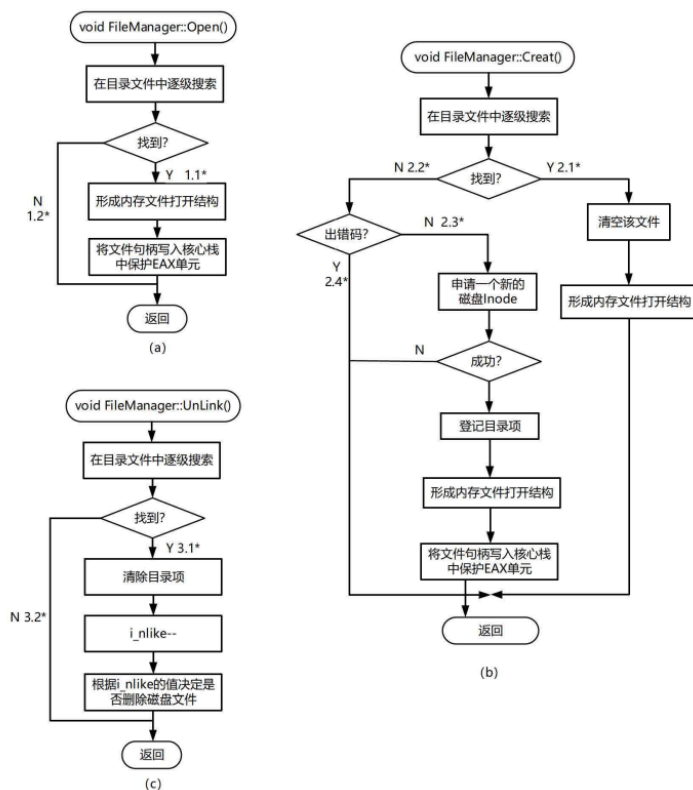 void FileManager::Open()
在目录文件中逐级搜索
找到?
Y 1.1*
N
1.2*
形成内存文件打开结构
将文件句柄写入核心栈
中保护EAX单元
返回
(a)
void FileManager::Creat()
在目录文件中逐级搜索
找到?
N 2.2*
Y 2.1*
出错码?
N 2.3*
Y
2.4*
清空该文件
形成内存文件打开结构
申请一个新的
磁盘Inode
成功?
N
登记目录项
形成内存文件打开结构
将文件句柄写入核心栈
中保护EAX单元
返回
(b)
void FileManager::UnLink()
在目录文件中逐级搜索
找到?
Y 3.1*
N 3.2*
清除目录项
i_nlike--
根据i_nlike的值决定是
否删除磁盘文件
返回
(c)